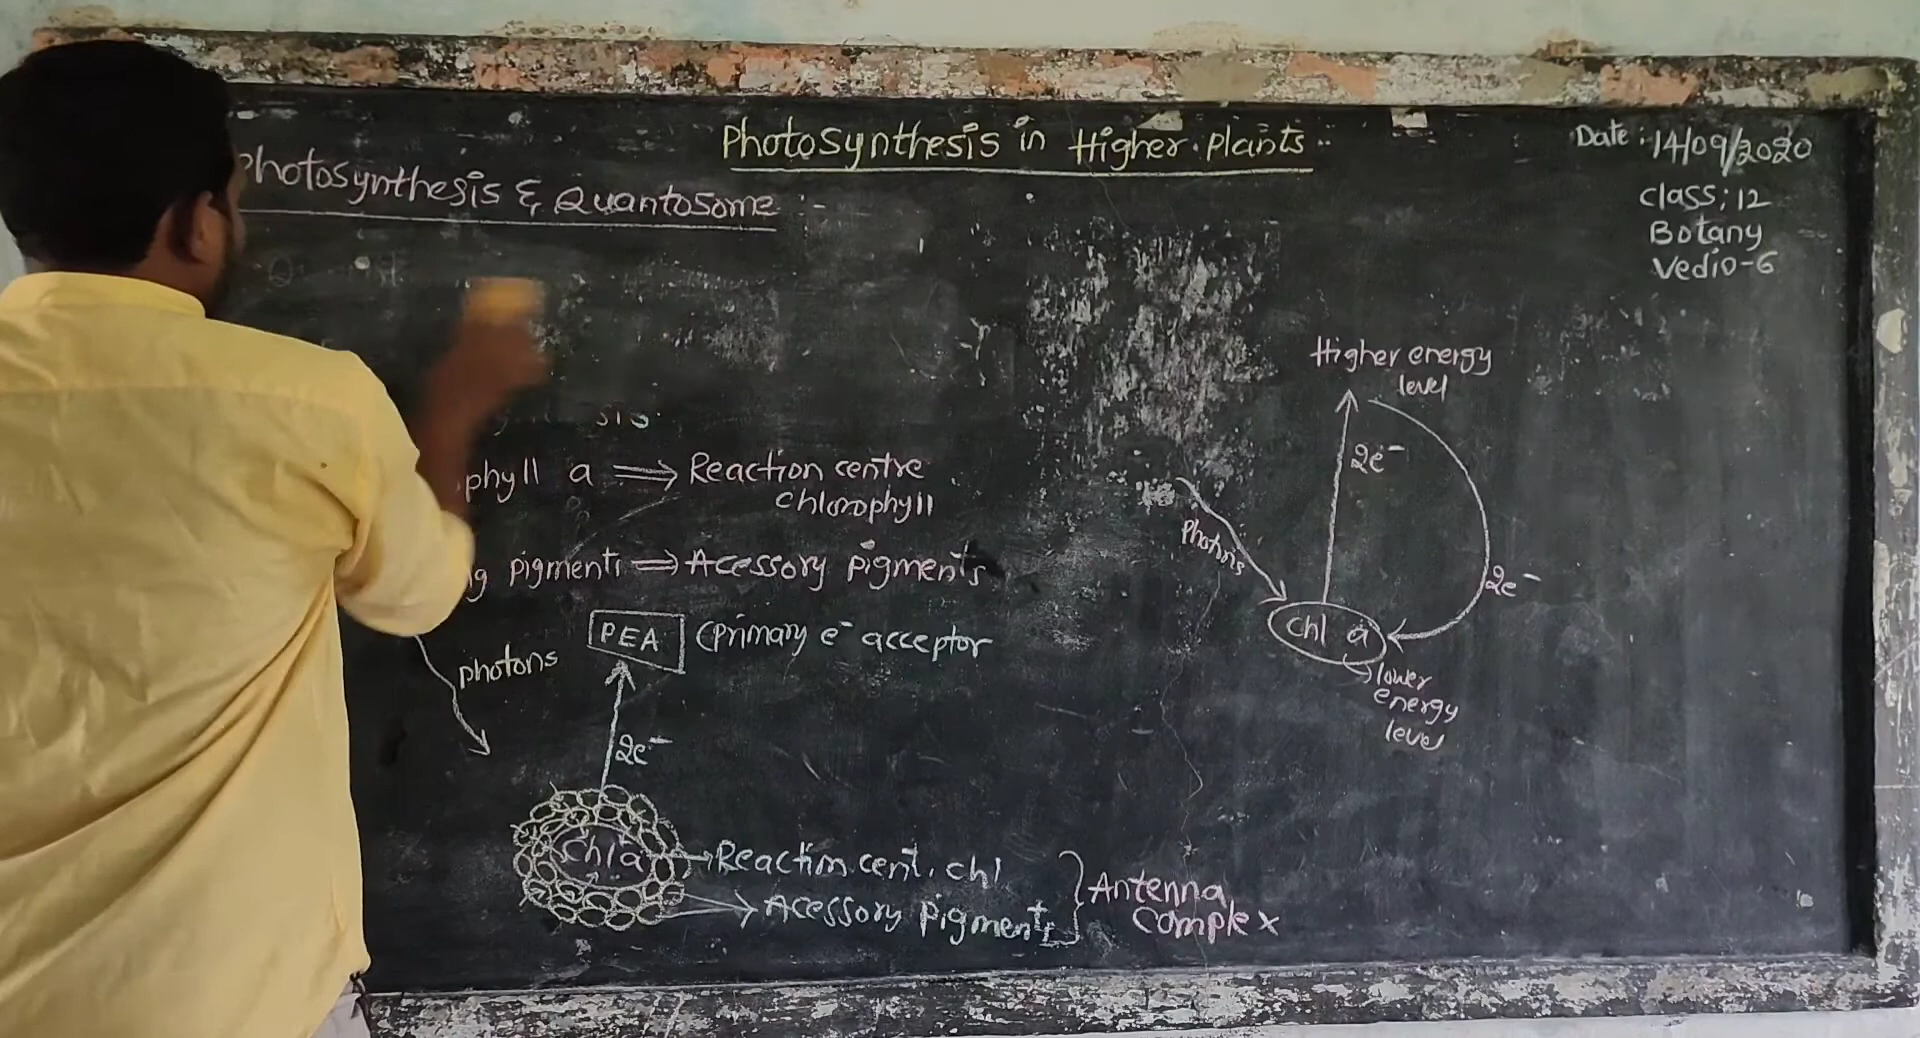 Photosynthesis in Higher Plants..
Date: 14/09/2020
Class: 12
Botany
Vedio-6
Photosynthesis & Quantosome :-
phyll a ⇒ Reaction centre
chlorophyll
pigments ⇒ Acessory pigments
PEA (Primary e⁻ acceptor
photons
2e⁻
Chl a
Reaction.cent. chl
Acessory pigments
Antenna
complex
Higher energy
level
2e⁻
Photons
2e⁻
chl a
lower
energy
level